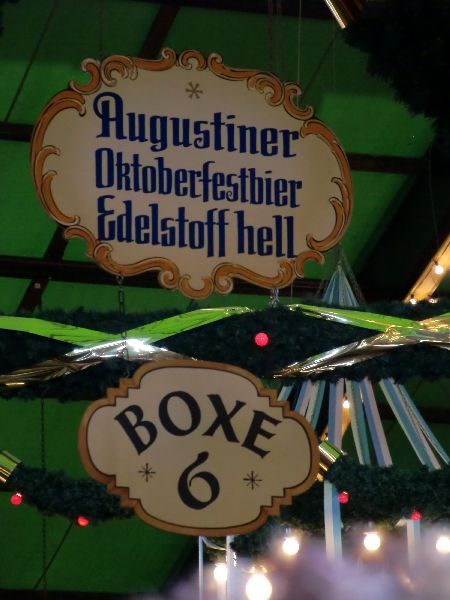 Augustiner
Oktoberfestbier
Edelstoff hell
BOXE
6